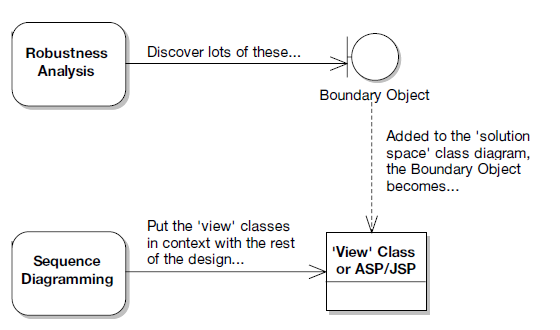 Robustness
Analysis
Discover lots of these...
Boundary Object
Added to the 'solution
space' class diagram,
the Boundary Object
becomes...
Put the 'view' classes
in context with the rest
of the design...
Sequence
Diagramming
'View' Class
or ASP/JSP